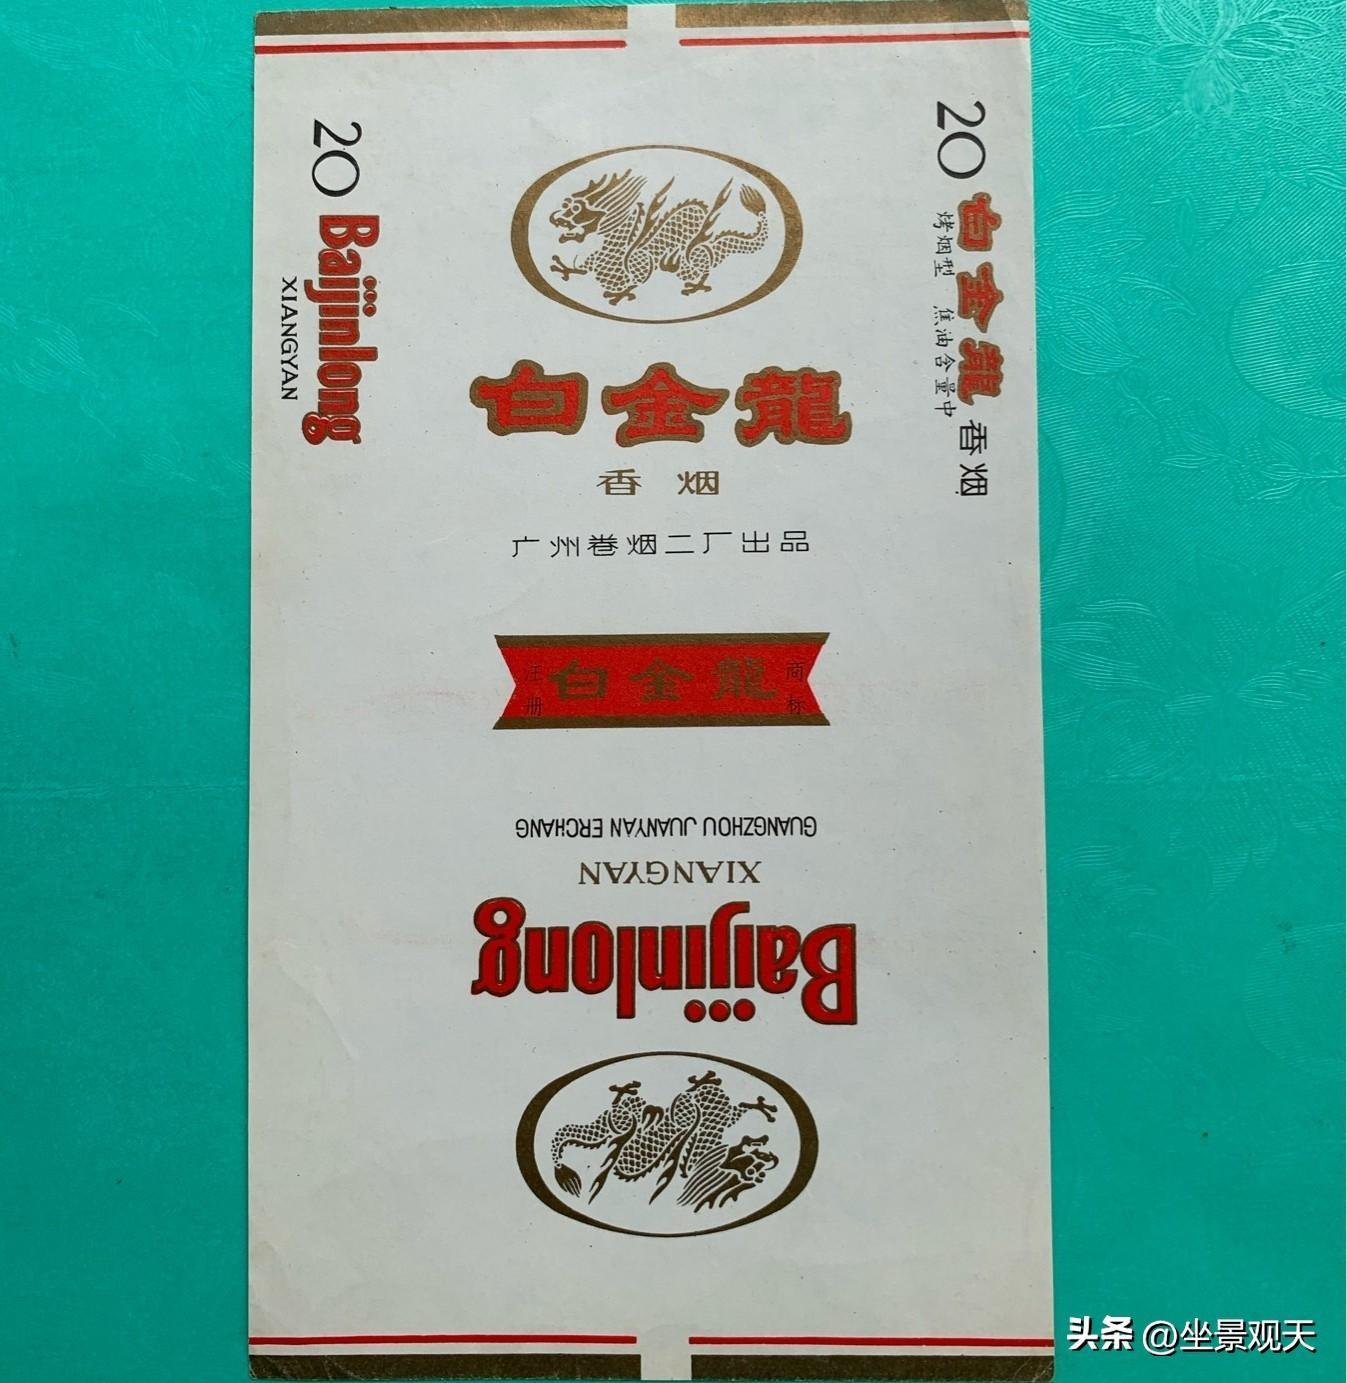 20
Baijinlong
XIANGYAN
白金龍
香烟
广州卷烟二厂出品
注册
白金龍
商标
GUANGZHOU JUANYAN ERCHANG
XIANGYAN
Baijinlong
20
白金龍香烟
烤烟型 焦油含量中
头条 @坐景观天